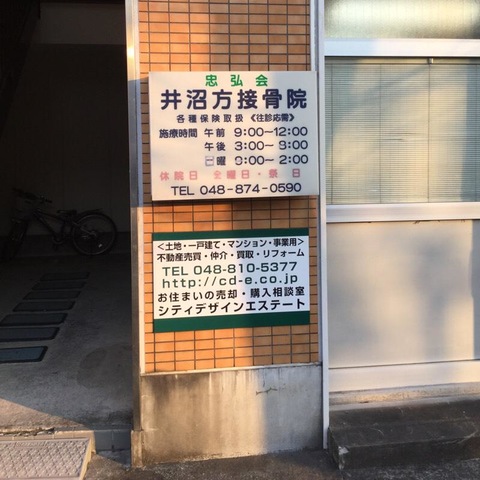 忠弘会
井沼方接骨院
各種保険取扱 《往診応需》
施療時間 午前 9:00〜12:00
午後 3:00〜8:00
日曜 9:00〜2:00
休院日 金曜日・祭日
TEL 048-874-0590
<土地・一戸建て・マンション・事業用>
不動産売買・仲介・買取・リフォーム
TEL 048-810-5377
http://cd-e.co.jp
お住まいの売却・購入相談室
シティデザインエステート